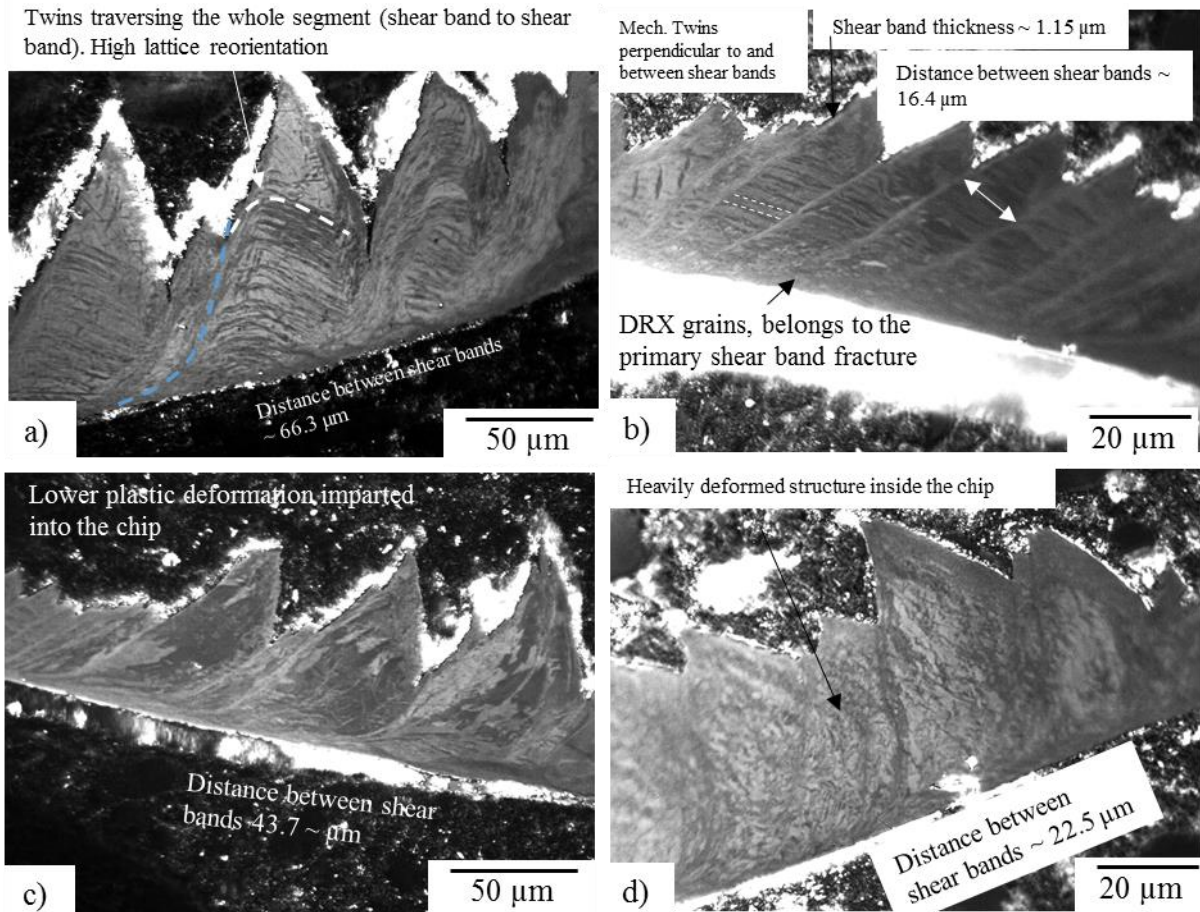 Twins traversing the whole segment (shear band to shear
band). High lattice reorientation
Distance between shear bands
~ 66.3 µm
a)
50 µm
Mech. Twins
perpendicular to and
between shear bands
Shear band thickness ~ 1.15 µm
Distance between shear bands ~
16.4 µm
DRX grains, belongs to the
primary shear band fracture
b)
20 µm
Lower plastic deformation imparted
into the chip
Distance between shear
bands 43.7 ~ µm
c)
50 µm
Heavily deformed structure inside the chip
Distance between
shear bands ~ 22.5 µm
d)
20 µm